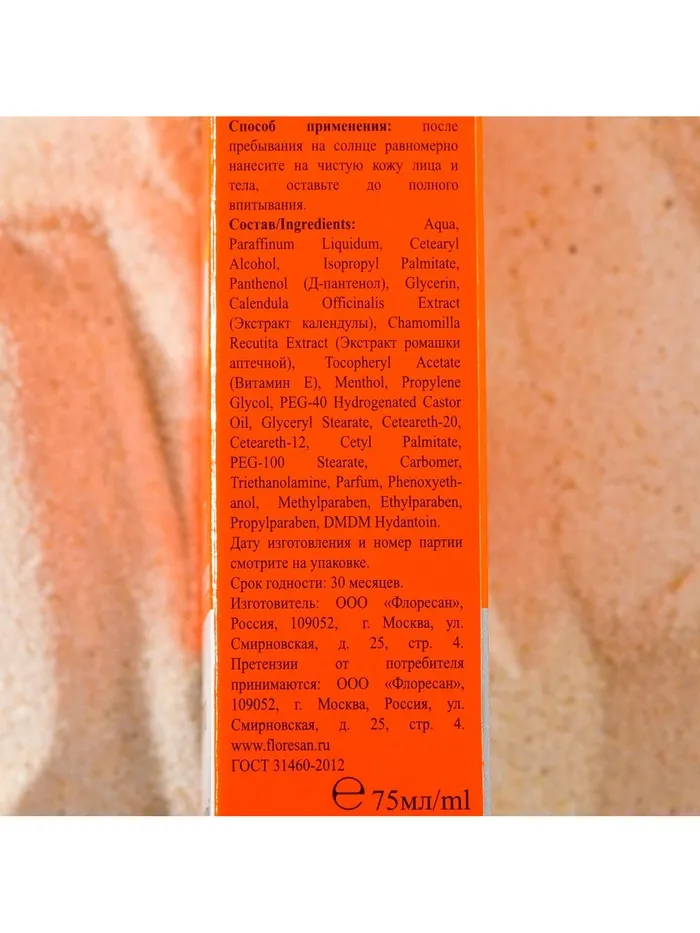 Способ применения: после
пребывания на солнце равномерно
нанесите на чистую кожу лица и
тела, оставьте до полного
впитывания.
Состав/Ingredients: Aqua,
Paraffinum Liquidum, Cetearyl
Alcohol, Isopropyl Palmitate,
Panthenol (Д-пантенол), Glycerin,
Calendula Officinalis Extract
(Экстракт календулы), Chamomilla
Recutita Extract (Экстракт ромашки
аптечной), Tocopheryl Acetate
(Витамин Е), Menthol, Propylene
Glycol, PEG-40 Hydrogenated Castor
Oil, Glyceryl Stearate, Ceteareth-20,
Ceteareth-12, Cetyl Palmitate,
PEG-100 Stearate, Carbomer,
Triethanolamine, Parfum, Phenoxyeth-
anol, Methylparaben, Ethylparaben,
Propylparaben, DMDM Hydantoin.
Дату изготовления и номер партии
смотрите на упаковке.
Срок годности: 30 месяцев.
Изготовитель: ООО «Флоресан»,
Россия, 109052, г. Москва, ул.
Смирновская, д. 25, стр. 4.
Претензии от потребителя
принимаются: ООО «Флоресан»,
109052, г. Москва, Россия, ул.
Смирновская, д. 25, стр. 4.
www.floresan.ru
ГОСТ 31460-2012
℮ 75мл/ml